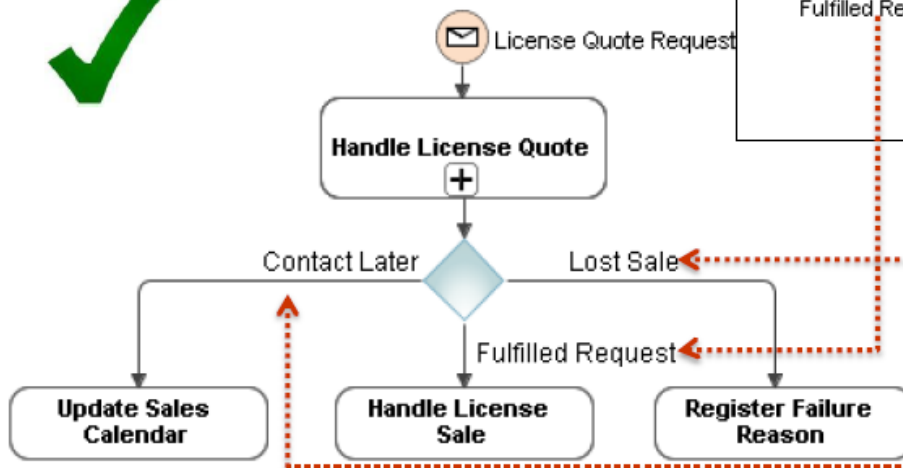 Fulfilled Re
License Quote Request
Handle License Quote
Contact Later
Lost Sale
Fulfilled Request
Update Sales
Calendar
Handle License
Sale
Register Failure
Reason